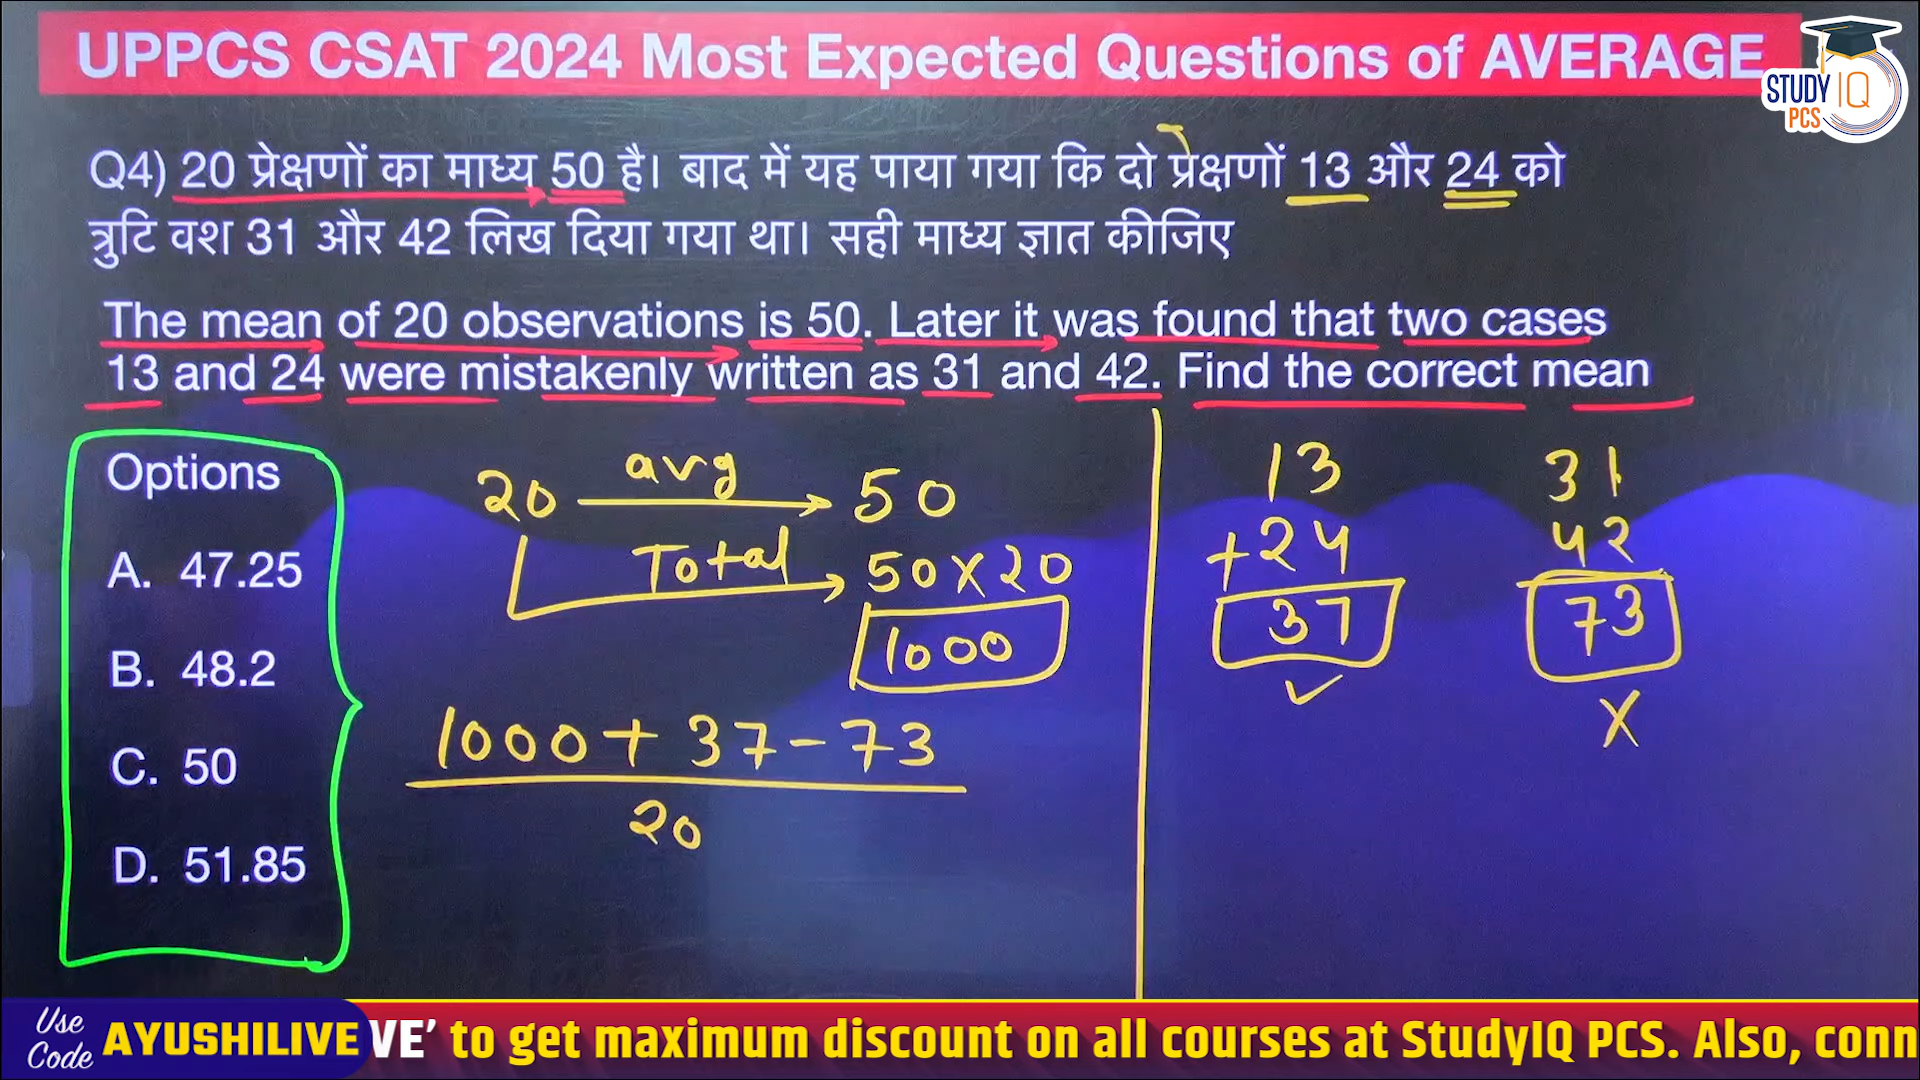 UPPCS CSAT 2024 Most Expected Questions of AVERAGE
STUDY IQ
PCS
Q4) 20 प्रेक्षणों का माध्य 50 है। बाद में यह पाया गया कि दो प्रेक्षणों 13 और 24 को
त्रुटि वश 31 और 42 लिख दिया गया था। सही माध्य ज्ञात कीजिए
The mean of 20 observations is 50. Later it was found that two cases
13 and 24 were mistakenly written as 31 and 42. Find the correct mean
Options
A. 47.25
B. 48.2
C. 50
D. 51.85
20 avg 50
Total 50×20
1000
1000 + 37 - 73
20
13
+24
37
✓
31
42
73
X
Use
Code
AYUSHILIVE
VE’ to get maximum discount on all courses at StudyIQ PCS. Also, conn